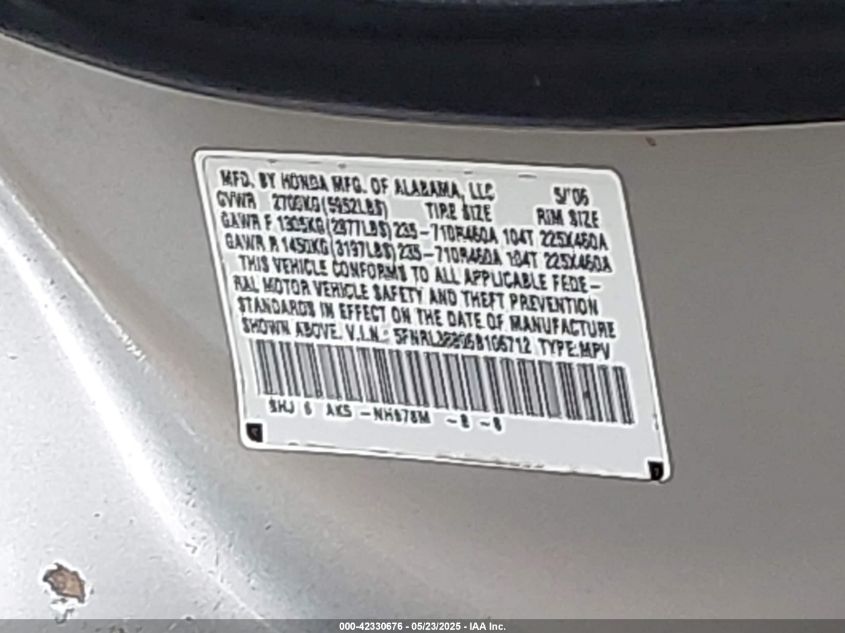 MFD. BY HONDA MFG. OF ALABAMA, LLC 5/'06
GVWR 2700KG(5952LBS) TIRE SIZE RIM SIZE
GAWR F 1305KG(2877LBS) 235-710R460A 104T 225X460A
GAWR R 1450KG(3197LBS) 235-710R460A 104T 225X460A
THIS VEHICLE CONFORMS TO ALL APPLICABLE FEDE-
RAL MOTOR VEHICLE SAFETY AND THEFT PREVENTION
STANDARDS IN EFFECT ON THE DATE OF MANUFACTURE
SHOWN ABOVE. V.I.N.: TYPE:MPV
SHJ 6 AKS -NH678M
000-42330676 - 05/23/2025 - IAA Inc.